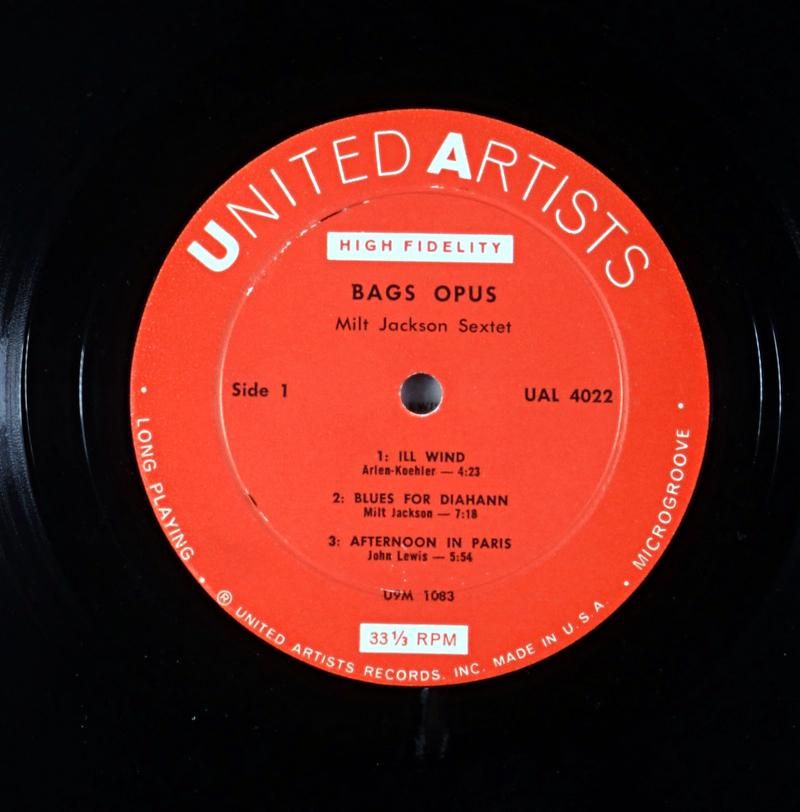 UNITED ARTISTS
HIGH FIDELITY
BAGS OPUS
Milt Jackson Sextet
Side 1
UAL 4022
1: ILL WIND
Arlen-Koehler — 4:23
2: BLUES FOR DIAHANN
Milt Jackson — 7:18
3: AFTERNOON IN PARIS
John Lewis — 5:54
U9M 1083
33⅓ RPM
• LONG PLAYING • ® UNITED ARTISTS RECORDS, INC. MADE IN U.S.A. • MICROGROOVE •